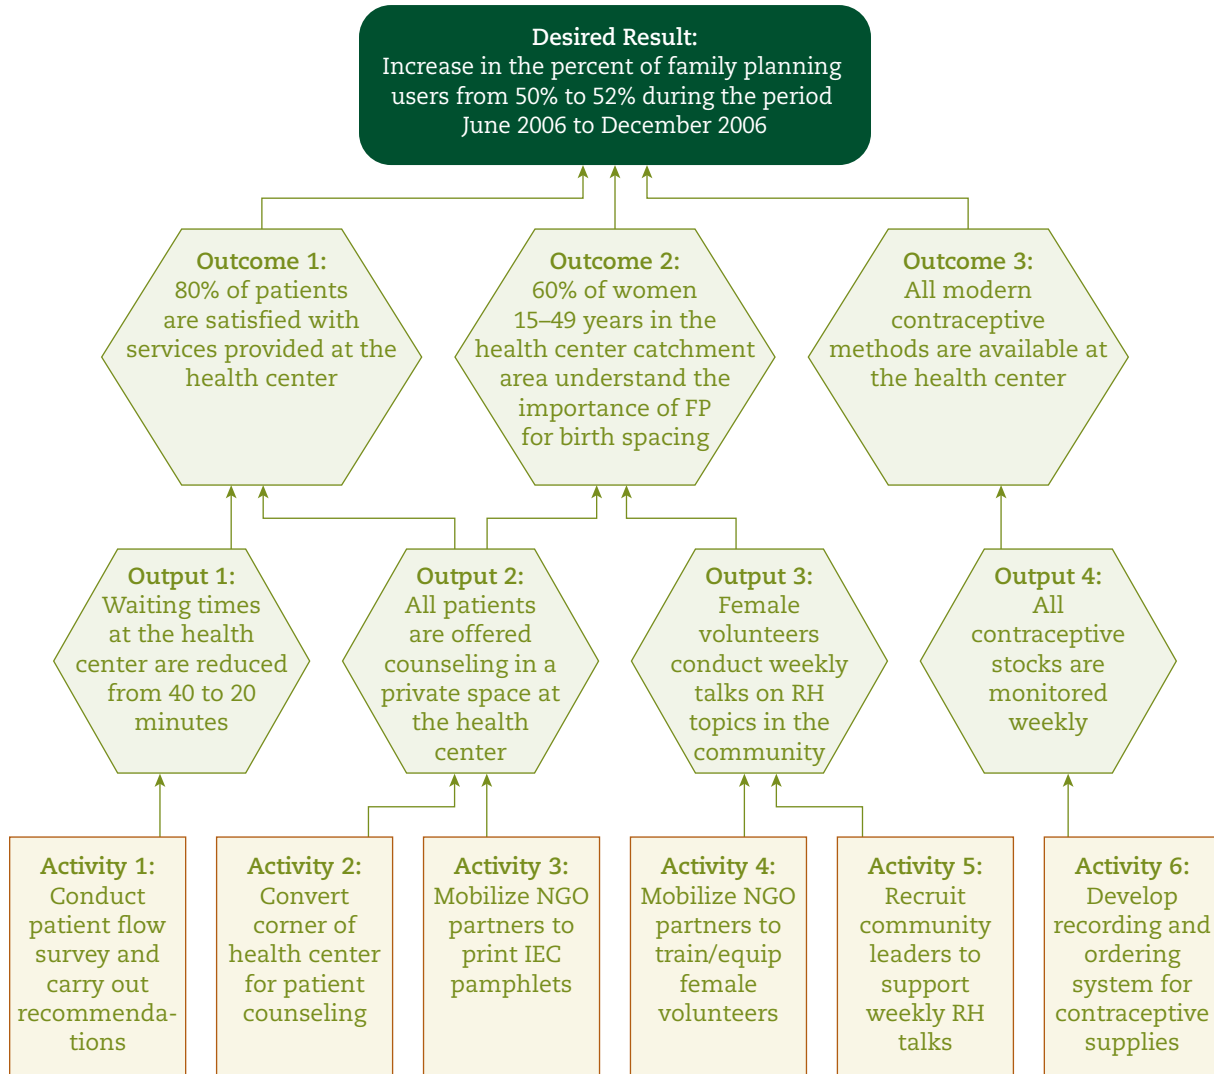 Desired Result:
Increase in the percent of family planning
users from 50% to 52% during the period
June 2006 to December 2006
Outcome 1:
80% of patients
are satisfied with
services provided at the
health center
Outcome 2:
60% of women
15–49 years in the
health center catchment
area understand the
importance of FP
for birth spacing
Outcome 3:
All modern
contraceptive
methods are available at
the health center
Output 1:
Waiting times
at the health
center are reduced
from 40 to 20
minutes
Output 2:
All patients
are offered
counseling in a
private space at
the health
center
Output 3:
Female
volunteers
conduct weekly
talks on RH
topics in the
community
Output 4:
All
contraceptive
stocks are
monitored
weekly
Activity 1:
Conduct
patient flow
survey and
carry out
recommenda-
tions
Activity 2:
Convert
corner of
health center
for patient
counseling
Activity 3:
Mobilize NGO
partners to
print IEC
pamphlets
Activity 4:
Mobilize NGO
partners to
train/equip
female
volunteers
Activity 5:
Recruit
community
leaders to
support
weekly RH
talks
Activity 6:
Develop
recording and
ordering
system for
contraceptive
supplies